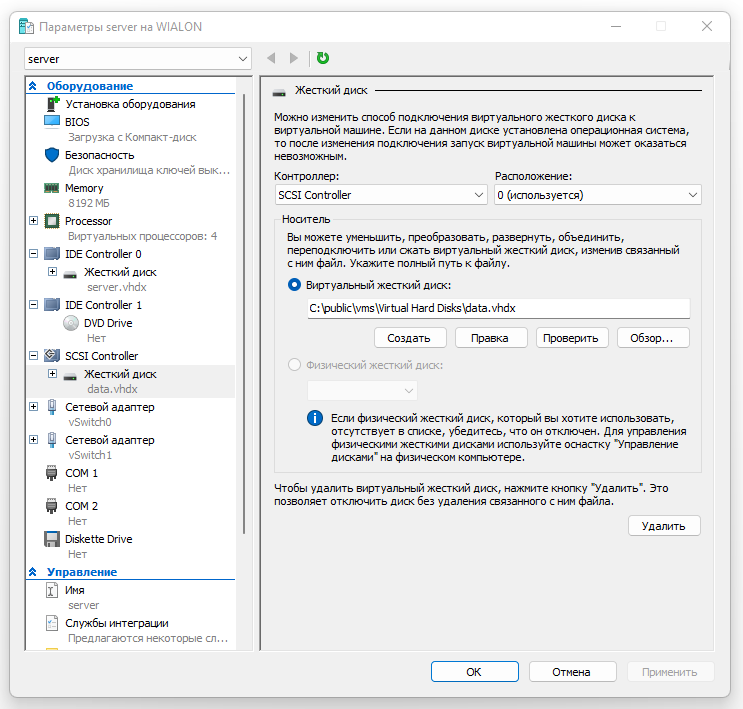 Параметры server на WIALON
server
Оборудование
Установка оборудования
BIOS
Загрузка с Компакт-диск
Безопасность
Диск хранилища ключей вык...
Memory
8192 МБ
Processor
Виртуальных процессоров: 4
IDE Controller 0
Жесткий диск
server.vhdx
IDE Controller 1
DVD Drive
Нет
SCSI Controller
Жесткий диск
data.vhdx
Сетевой адаптер
vSwitch0
Сетевой адаптер
vSwitch1
COM 1
Нет
COM 2
Нет
Diskette Drive
Нет
Управление
Имя
server
Службы интеграции
Предлагаются некоторые сл...
Жесткий диск
Можно изменить способ подключения виртуального жесткого диска к
виртуальной машине. Если на данном диске установлена операционная система,
то после изменения подключения запуск виртуальной машины может оказаться
невозможным.
Контроллер:
Расположение:
SCSI Controller
0 (используется)
Носитель
Вы можете уменьшить, преобразовать, развернуть, объединить,
переподключить или сжать виртуальный жесткий диск, изменив связанный
с ним файл. Укажите полный путь к файлу.
Виртуальный жесткий диск:
C:\public\vms\Virtual Hard Disks\data.vhdx
Создать
Правка
Проверить
Обзор...
Физический жесткий диск:
Если физический жесткий диск, который вы хотите использовать,
отсутствует в списке, убедитесь, что он отключен. Для управления
физическими жесткими дисками используйте оснастку "Управление
дисками" на физическом компьютере.
Чтобы удалить виртуальный жесткий диск, нажмите кнопку "Удалить". Это
позволяет отключить диск без удаления связанного с ним файла.
Удалить
ОК
Отмена
Применить